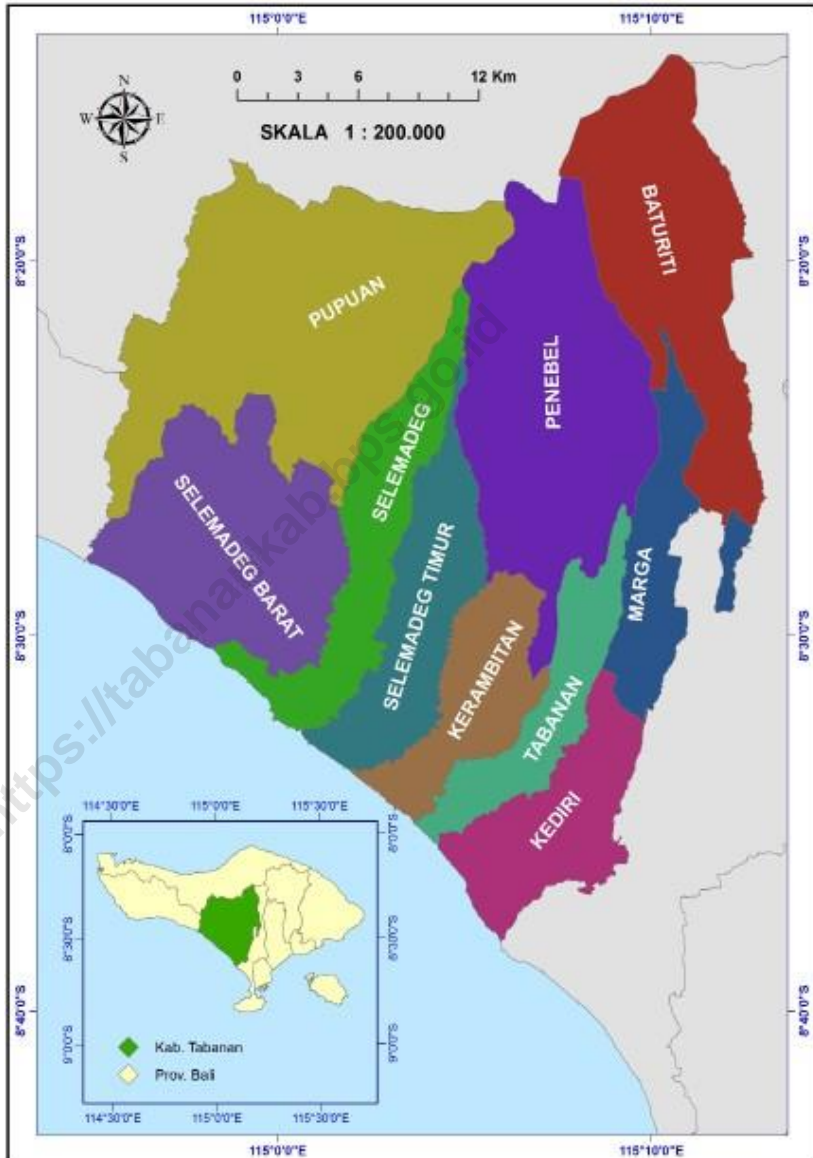 115°0'0"E 115°10'0"E
0 3 6 12 Km
N
W E
S
SKALA 1 : 200.000
BATURITI
8°20'0"S 8°20'0"S
PUPUAN
PENEBEL
SELEMADEG
SELEMADEG BARAT
SELEMADEG TIMUR
MARGA
8°30'0"S 8°30'0"S
KERAMBITAN
TABANAN
KEDIRI
https://tabanankab.bps.go.id
114°30'0"E 115°0'0"E 115°30'0"E
8°0'0"S 8°0'0"S
8°30'0"S 8°30'0"S
9°0'0"S 9°0'0"S
Kab. Tabanan
Prov. Bali
114°30'0"E 115°0'0"E 115°30'0"E
8°40'0"S 8°40'0"S
115°0'0"E 115°10'0"E